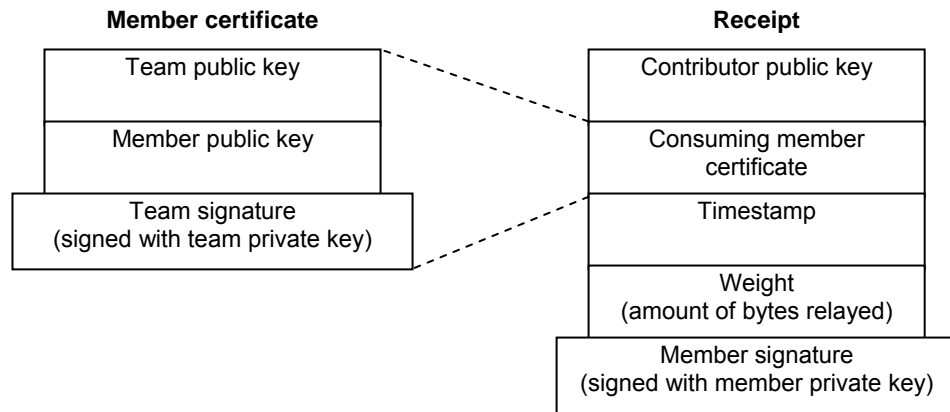 Member certificate
Team public key
Member public key
Team signature
(signed with team private key)
Receipt
Contributor public key
Consuming member
certificate
Timestamp
Weight
(amount of bytes relayed)
Member signature
(signed with member private key)